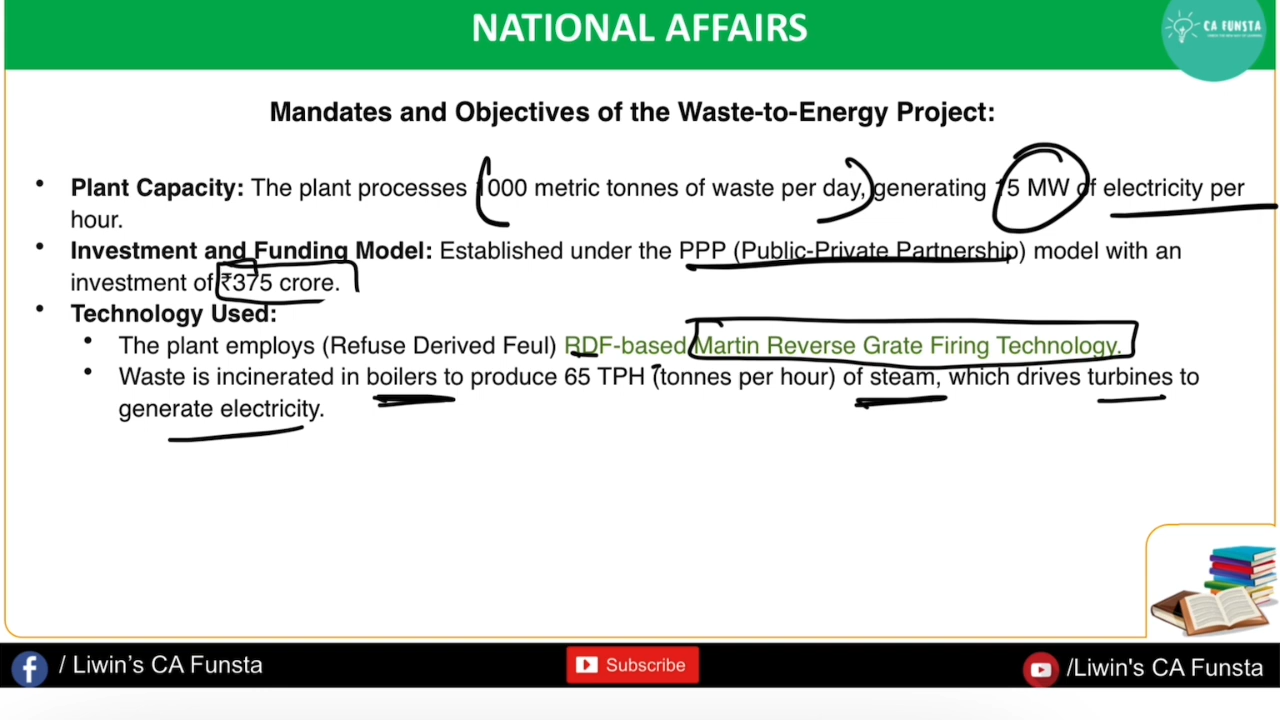 NATIONAL AFFAIRS
CA FUNSTA
Mandates and Objectives of the Waste-to-Energy Project:
• Plant Capacity: The plant processes 1000 metric tonnes of waste per day, generating 15 MW of electricity per
hour.
• Investment and Funding Model: Established under the PPP (Public-Private Partnership) model with an
investment of ₹375 crore.
• Technology Used:
• The plant employs (Refuse Derived Feul) RDF-based Martin Reverse Grate Firing Technology.
• Waste is incinerated in boilers to produce 65 TPH (tonnes per hour) of steam, which drives turbines to
generate electricity.
/ Liwin's CA Funsta
Subscribe
/Liwin's CA Funsta